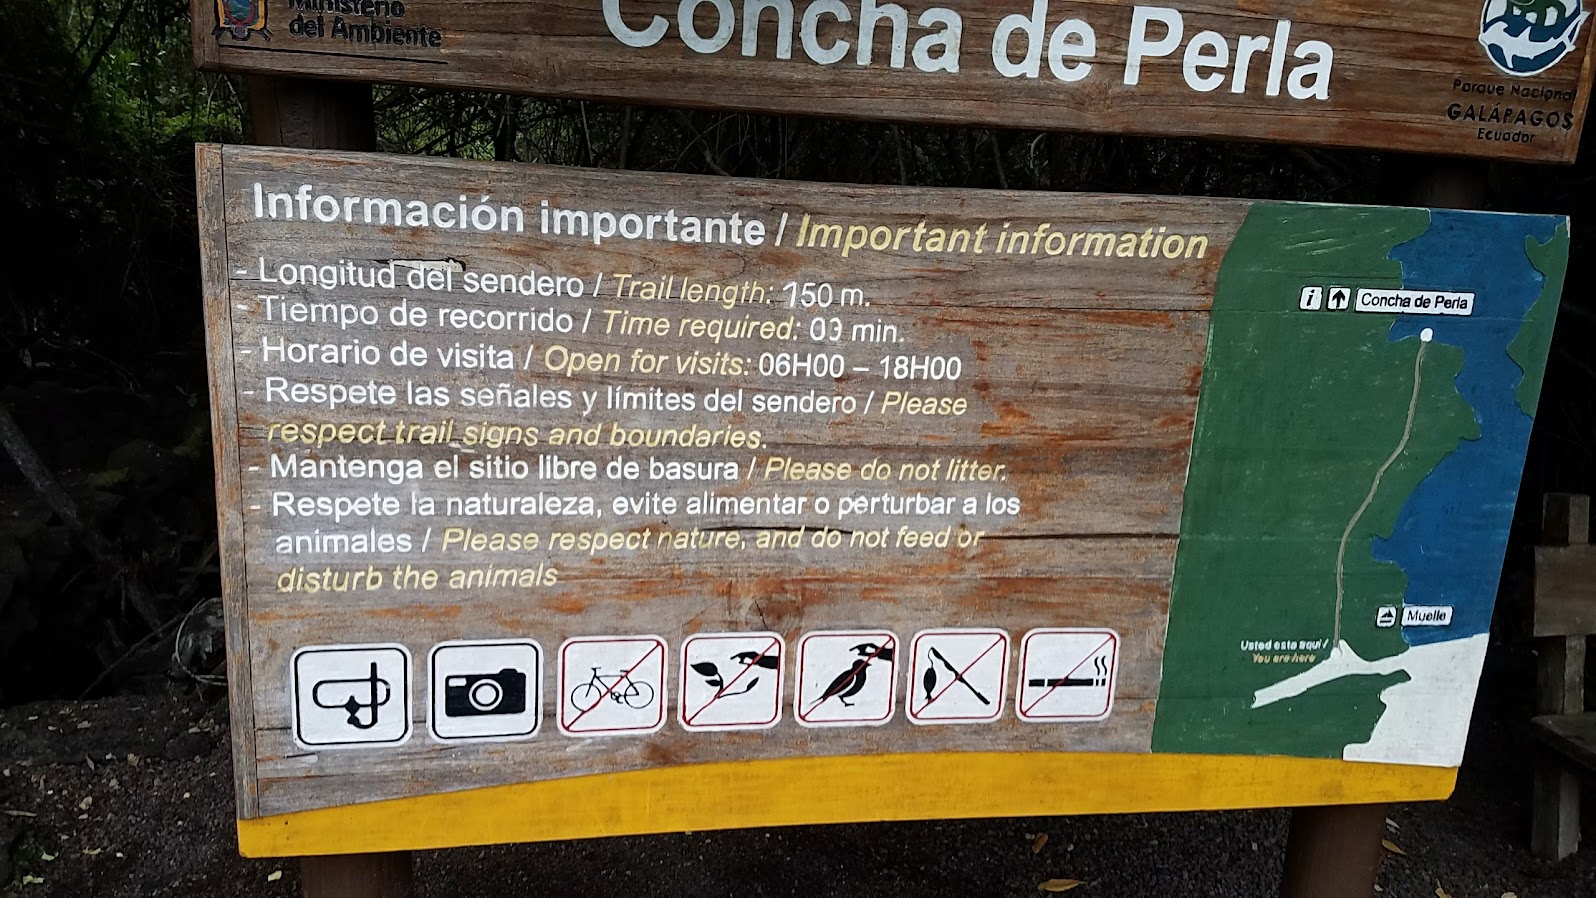 Ministerio
del Ambiente
Concha de Perla
Parque Nacional
GALÁPAGOS
Ecuador
Información importante / Important information
- Longitud del sendero / Trail length: 150 m.
- Tiempo de recorrido / Time required: 03 min.
- Horario de visita / Open for visits: 06H00 – 18H00
- Respete las señales y límites del sendero / Please
respect trail signs and boundaries.
- Mantenga el sitio libre de basura / Please do not litter.
- Respete la naturaleza, evite alimentar o perturbar a los
animales / Please respect nature, and do not feed or
disturb the animals
i Concha de Perla
Muelle
Usted esta aquí /
You are here